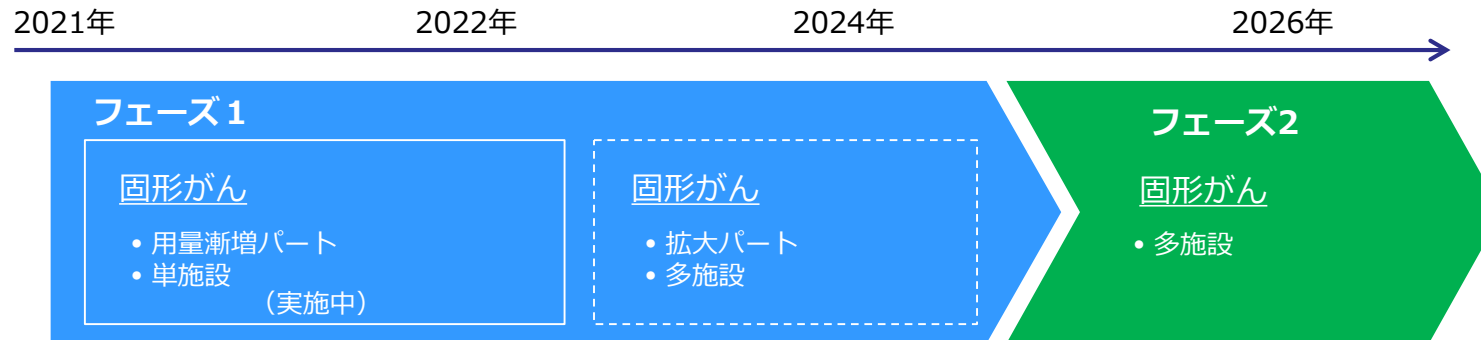 2021年 2022年 2024年 2026年
フェーズ１
固形がん
• 用量漸増パート
• 単施設
（実施中）
固形がん
• 拡大パート
• 多施設
フェーズ2
固形がん
• 多施設